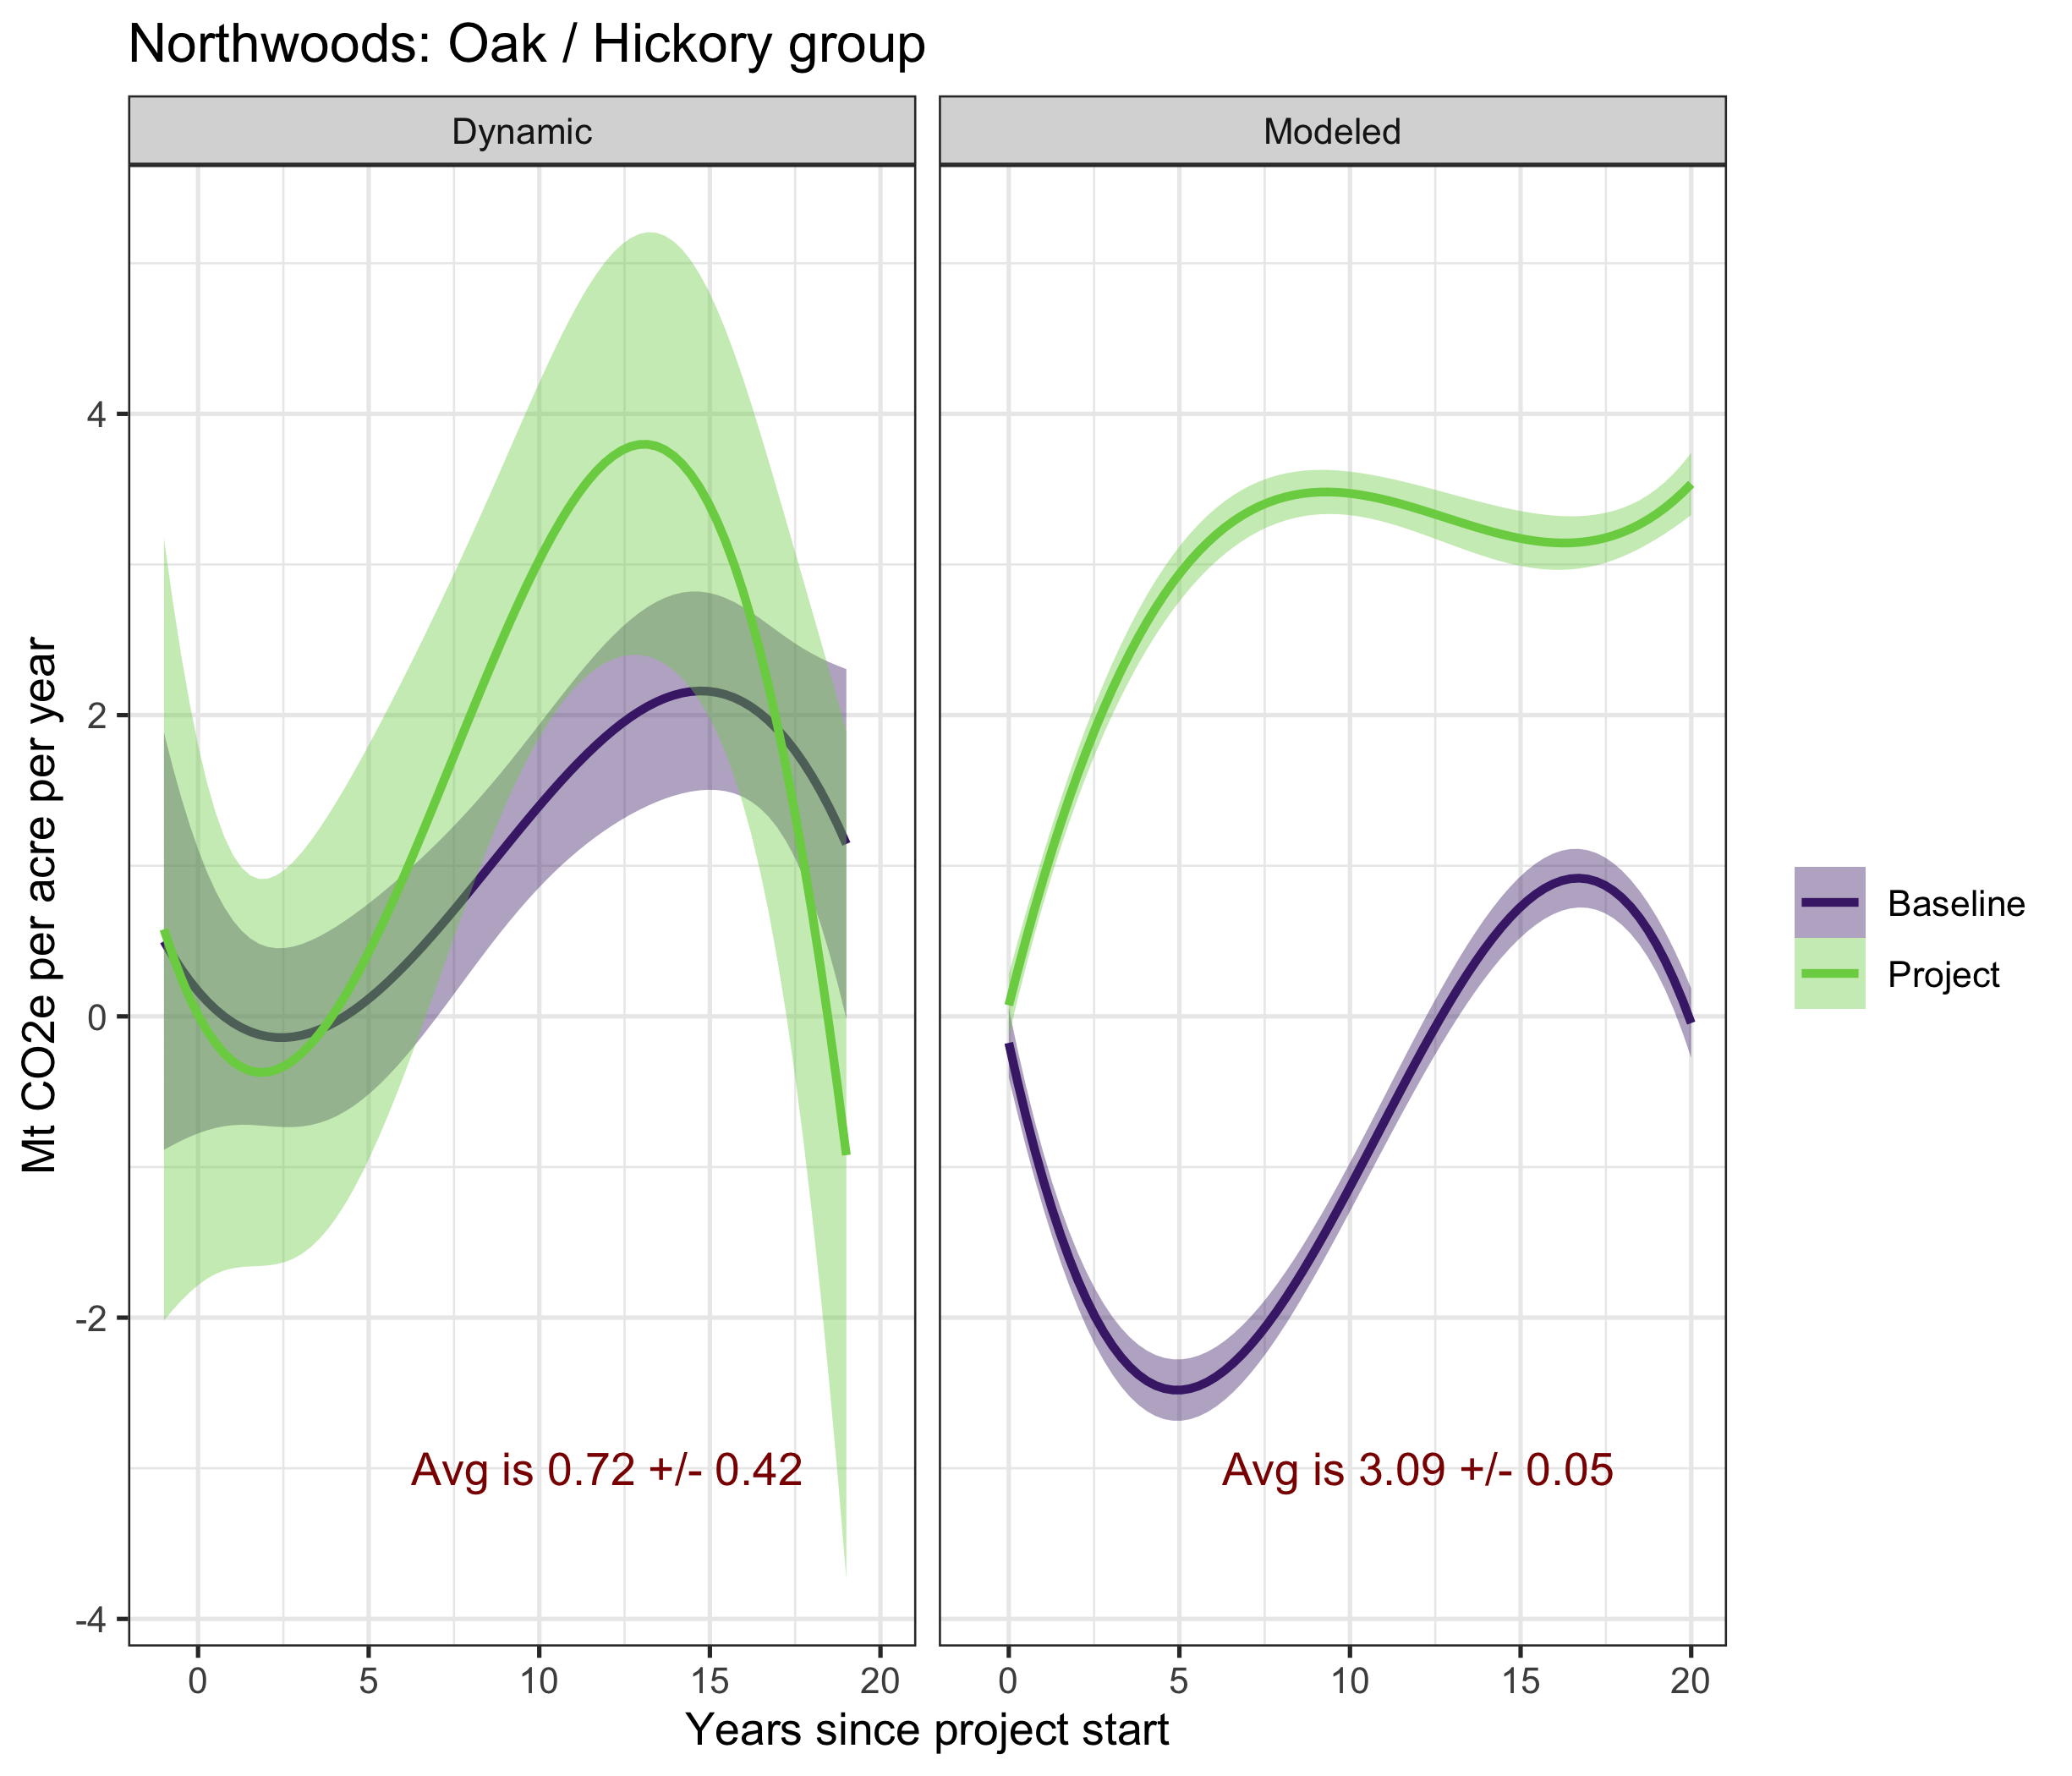 Northwoods: Oak / Hickory group
Dynamic
Modeled
Mt CO2e per acre per year
4
2
0
-2
-4
Avg is 0.72 +/- 0.42
Avg is 3.09 +/- 0.05
0 5 10 15 20
0 5 10 15 20
Years since project start
Baseline
Project